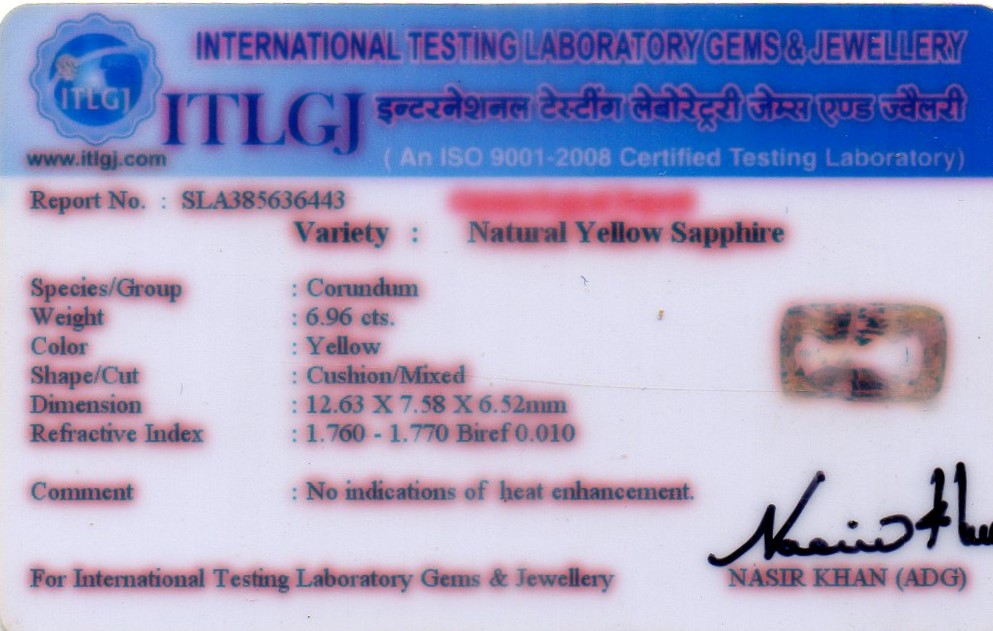 INTERNATIONAL TESTING LABORATORY GEMS & JEWELLERY
ITLGJ
ITLGJ इन्टरनेशनल टेस्टींग लेबोरेट्ररी जेम्स एण्ड ज्वैलरी
www.itlgj.com
( An ISO 9001-2008 Certified Testing Laboratory)
Report No. : SLA385636443
Variety : Natural Yellow Sapphire
Species/Group : Corundum
Weight : 6.96 cts.
Color : Yellow
Shape/Cut : Cushion/Mixed
Dimension : 12.63 X 7.58 X 6.52mm
Refractive Index : 1.760 - 1.770 Biref 0.010
Comment : No indications of heat enhancement.
For International Testing Laboratory Gems & Jewellery
NASIR KHAN (ADG)